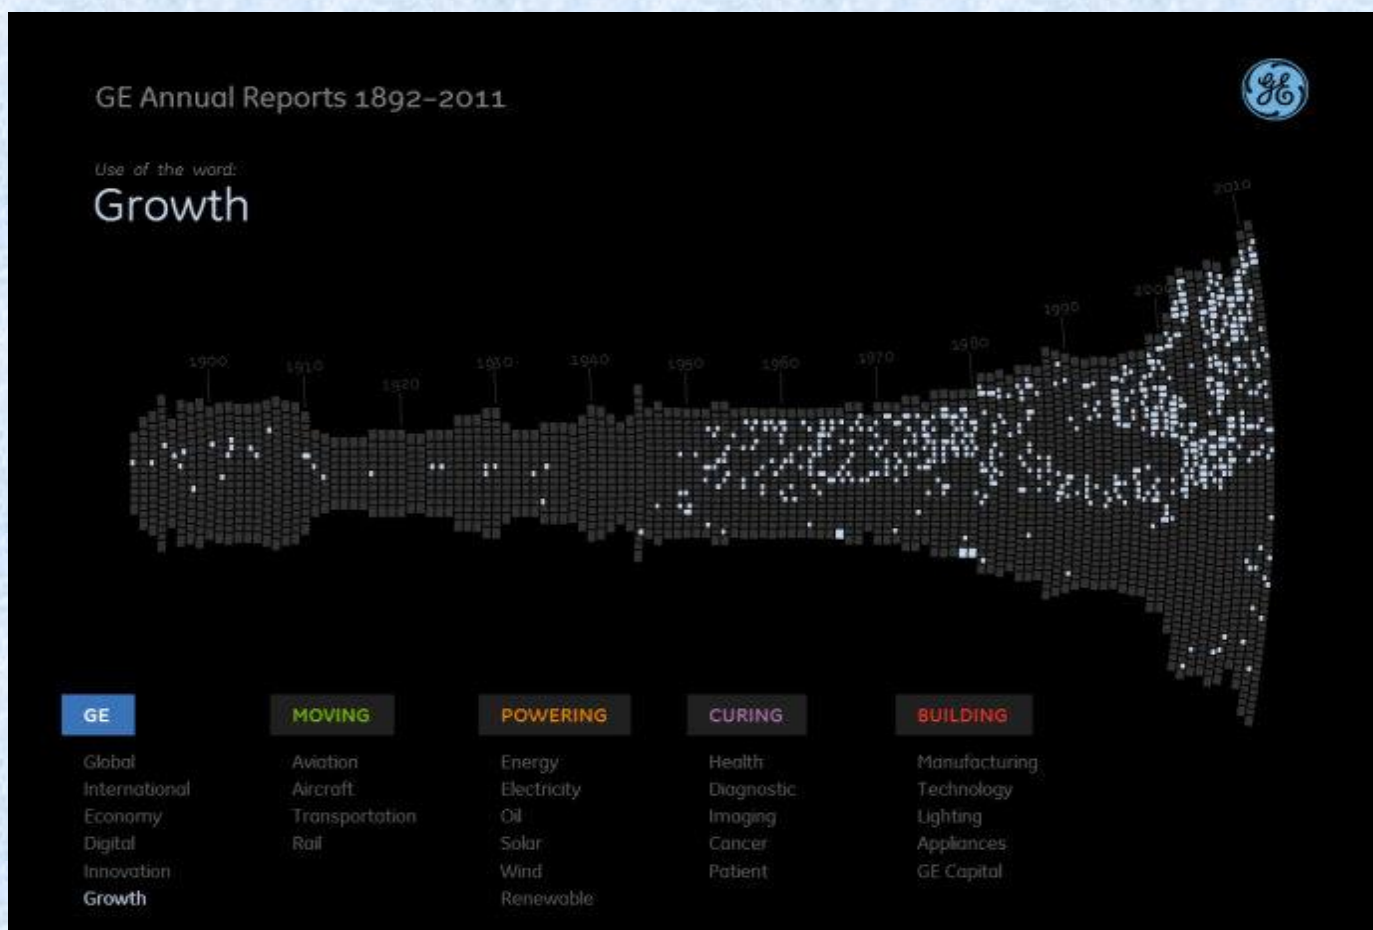 GE Annual Reports 1892–2011
GE
Use of the word:
Growth
2010
2000
1990
1980
1970
1960
1950
1940
1930
1920
1910
1900
GE
Global
International
Economy
Digital
Innovation
Growth
MOVING
Aviation
Aircraft
Transportation
Rail
POWERING
Energy
Electricity
Oil
Solar
Wind
Renewable
CURING
Health
Diagnostic
Imaging
Cancer
Patient
BUILDING
Manufacturing
Technology
Lighting
Appliances
GE Capital